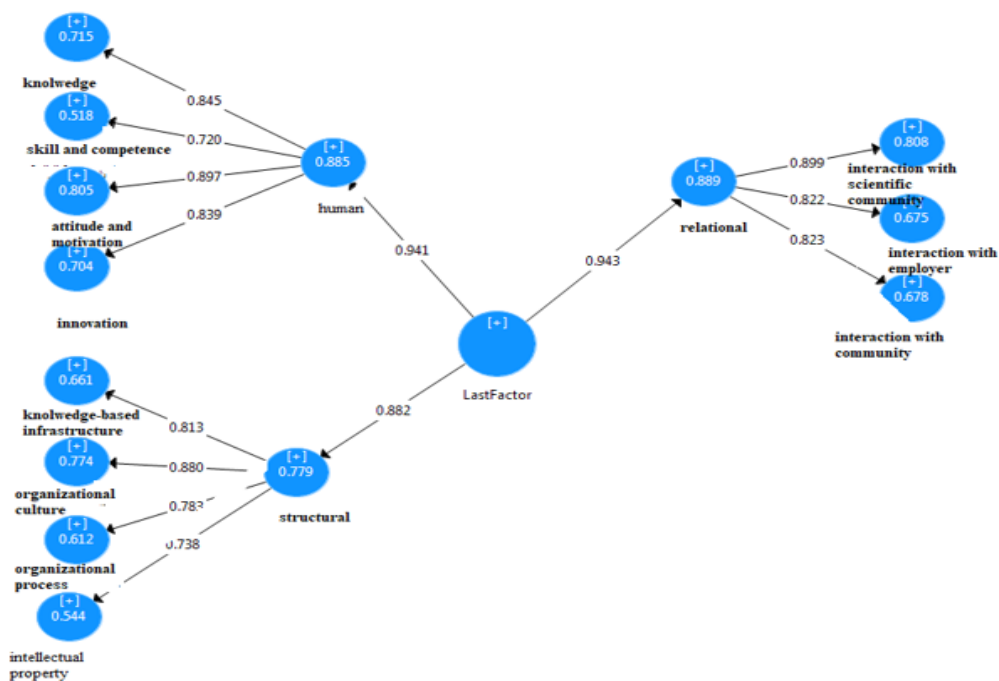 [+]
0.715
knolwedge
[+]
0.518
skill and competence
[+]
0.805
attitude and
motivation
[+]
0.704
innovation
0.845
0.720
0.897
0.839
[+]
0.885
human
0.941
[+]
LastFactor
0.943
[+]
0.889
relational
0.899
0.822
0.823
[+]
0.808
interaction with
scientific
community
[+]
0.675
interaction with
employer
[+]
0.678
interaction with
community
0.882
[+]
0.779
structural
0.813
0.880
0.783
0.738
[+]
0.661
knolwedge-based
infrastructure
[+]
0.774
organizational
culture
[+]
0.612
organizational
process
[+]
0.544
intellectual
property